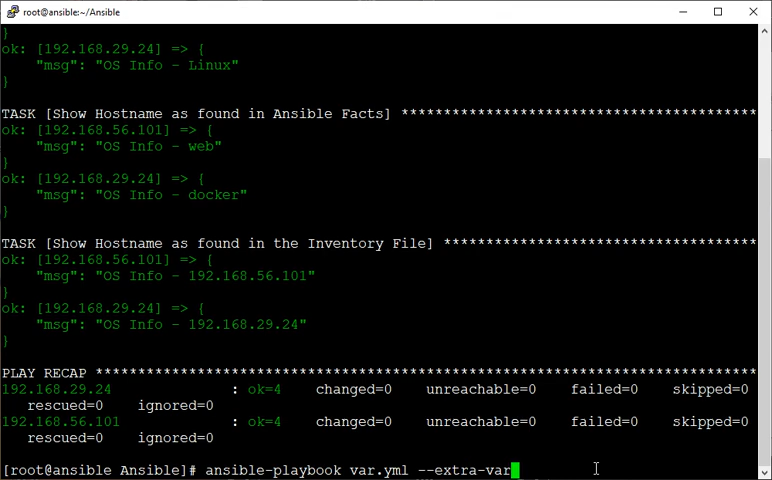 root@ansible:~/Ansible
}
ok: [192.168.29.24] => {
    "msg": "OS Info - Linux"
}
TASK [Show Hostname as found in Ansible Facts] *******************************************
ok: [192.168.56.101] => {
    "msg": "OS Info - web"
}
ok: [192.168.29.24] => {
    "msg": "OS Info - docker"
}
TASK [Show Hostname as found in the Inventory File] **************************************
ok: [192.168.56.101] => {
    "msg": "OS Info - 192.168.56.101"
}
ok: [192.168.29.24] => {
    "msg": "OS Info - 192.168.29.24"
}
PLAY RECAP *******************************************************************************
192.168.29.24              : ok=4    changed=0    unreachable=0    failed=0    skipped=0
   rescued=0    ignored=0
192.168.56.101             : ok=4    changed=0    unreachable=0    failed=0    skipped=0
   rescued=0    ignored=0
[root@ansible Ansible]# ansible-playbook var.yml --extra-var